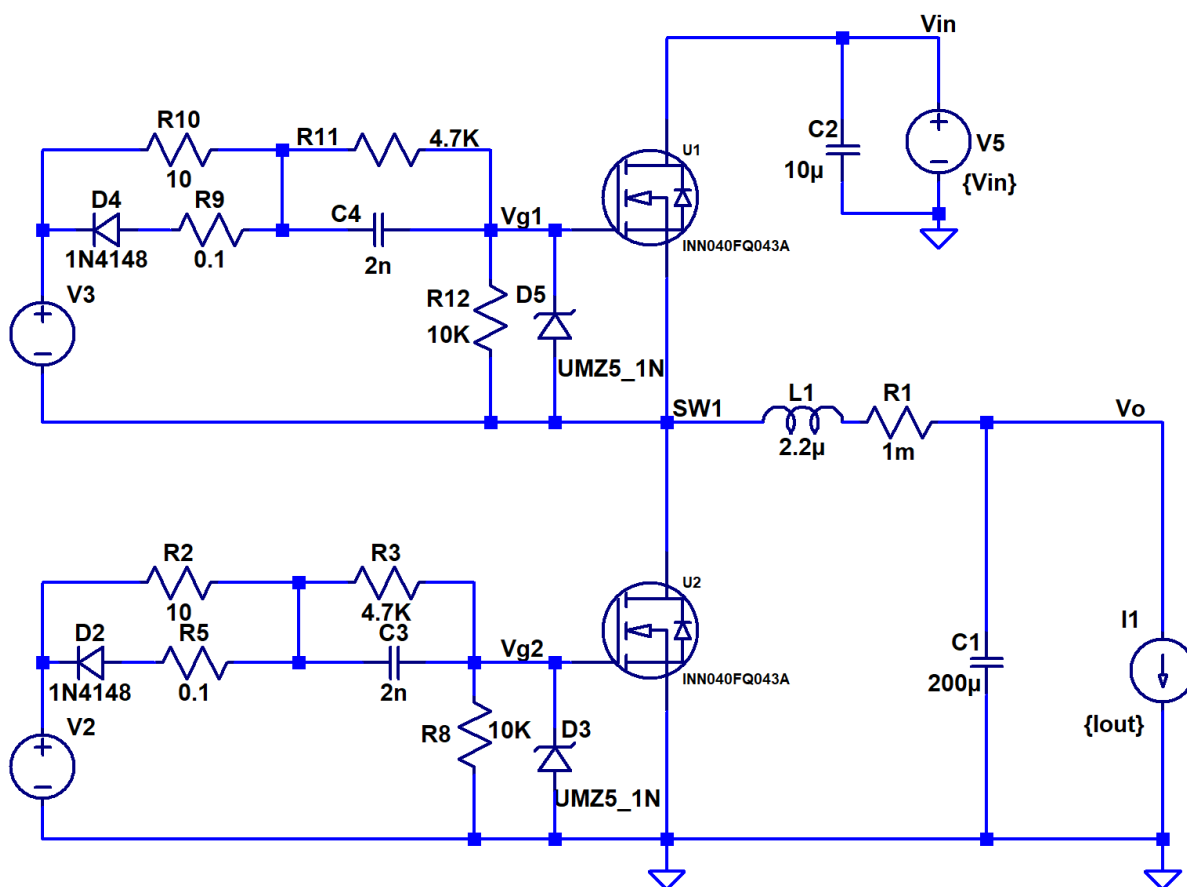 Vin
R10
10
R11
4.7K
U1
C2
10µ
V5
{Vin}
D4
1N4148
R9
0.1
C4
2n
Vg1
INN040FQ043A
V3
R12
10K
D5
UMZ5_1N
SW1
L1
2.2µ
R1
1m
Vo
R2
10
R3
4.7K
U2
D2
1N4148
R5
0.1
C3
2n
Vg2
INN040FQ043A
V2
R8
10K
D3
UMZ5_1N
C1
200µ
I1
{Iout}